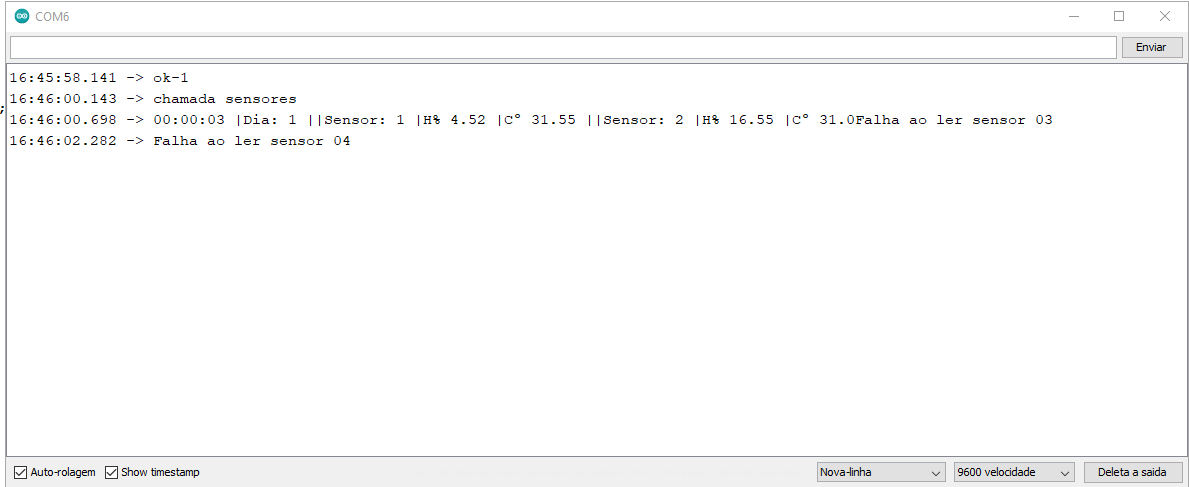 COM6
Enviar
16:45:58.141 -> ok-1
16:46:00.143 -> chamada sensores
;
16:46:00.698 -> 00:00:03 |Dia: 1 ||Sensor: 1 |H% 4.52 |C° 31.55 ||Sensor: 2 |H% 16.55 |C° 31.0Falha ao ler sensor 03
16:46:02.282 -> Falha ao ler sensor 04
Auto-rolagem Show timestamp Nova-linha 9600 velocidade Deleta a saida